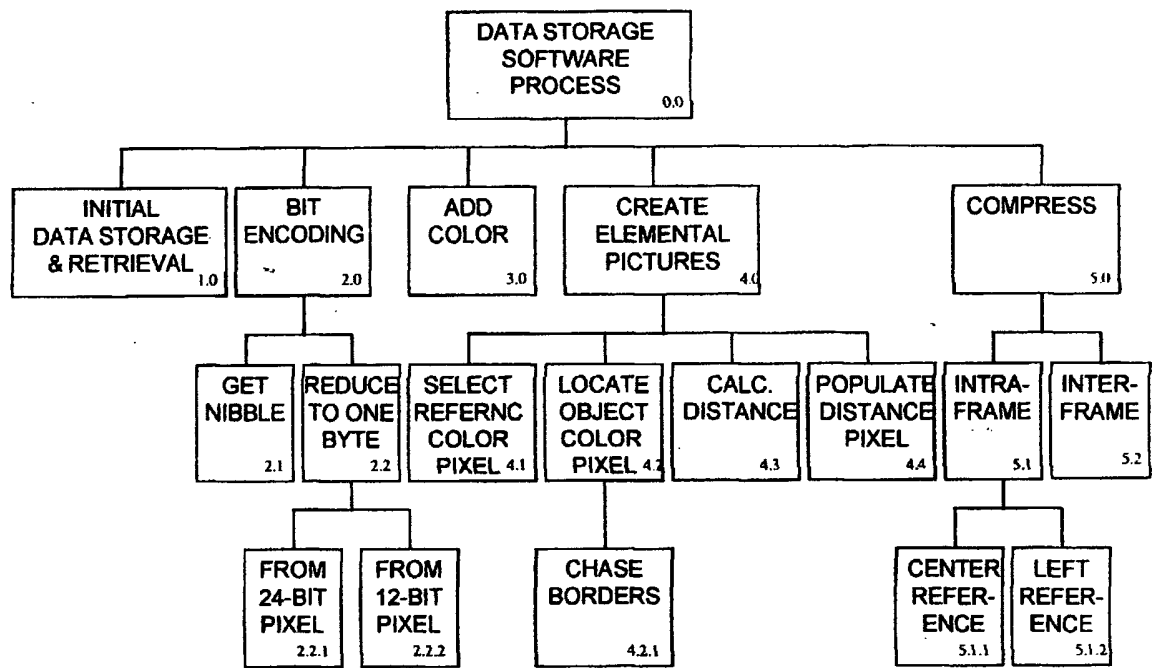 DATA STORAGE
SOFTWARE
PROCESS
0.0
INITIAL
DATA STORAGE
& RETRIEVAL
1.0
BIT
ENCODING
2.0
ADD
COLOR
3.0
CREATE
ELEMENTAL
PICTURES
4.0
COMPRESS
5.0
GET
NIBBLE
2.1
REDUCE
TO ONE
BYTE
2.2
SELECT
REFERNC
COLOR
PIXEL
4.1
LOCATE
OBJECT
COLOR
PIXEL
4.2
CALC.
DISTANCE
4.3
POPULATE
DISTANCE
PIXEL
4.4
INTRA-
FRAME
5.1
INTER-
FRAME
5.2
FROM
24-BIT
PIXEL
2.2.1
FROM
12-BIT
PIXEL
2.2.2
CHASE
BORDERS
4.2.1
CENTER
REFER-
ENCE
5.1.1
LEFT
REFER-
ENCE
5.1.2